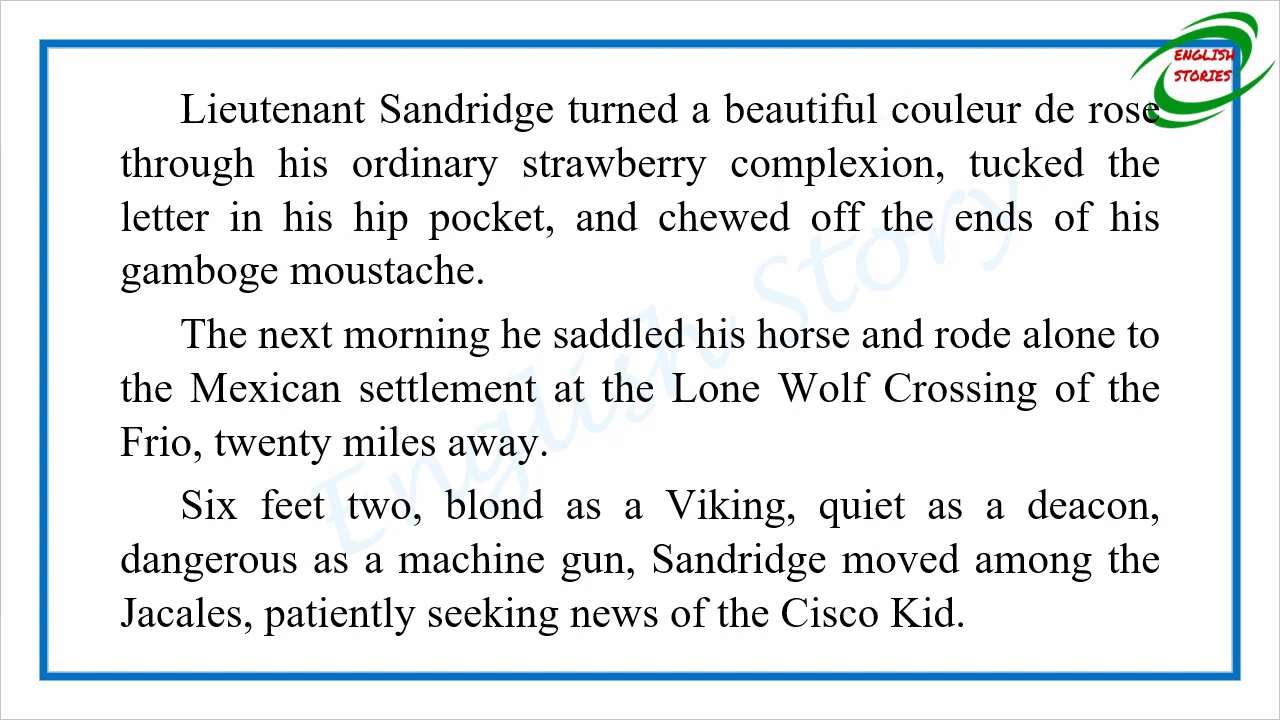 ENGLISH
STORIES
Lieutenant Sandridge turned a beautiful couleur de rose
through his ordinary strawberry complexion, tucked the
letter in his hip pocket, and chewed off the ends of his
gamboge moustache.
The next morning he saddled his horse and rode alone to
the Mexican settlement at the Lone Wolf Crossing of the
Frio, twenty miles away.
Six feet two, blond as a Viking, quiet as a deacon,
dangerous as a machine gun, Sandridge moved among the
Jacales, patiently seeking news of the Cisco Kid.
English Story